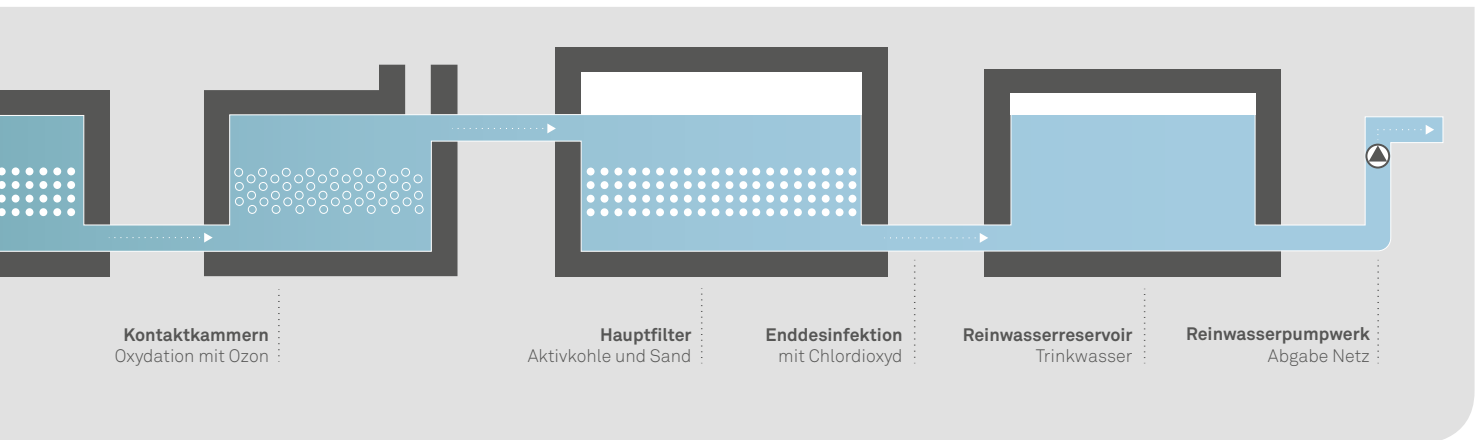 Kontaktkammern
Oxydation mit Ozon
Hauptfilter
Aktivkohle und Sand
Enddesinfektion
mit Chlordioxyd
Reinwasserreservoir
Trinkwasser
Reinwasserpumpwerk
Abgabe Netz